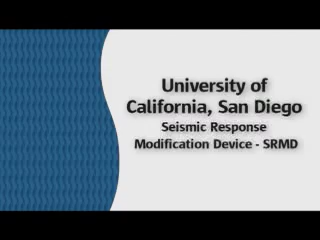 University of
California, San Diego
Seismic Response
Modification Device - SRMD